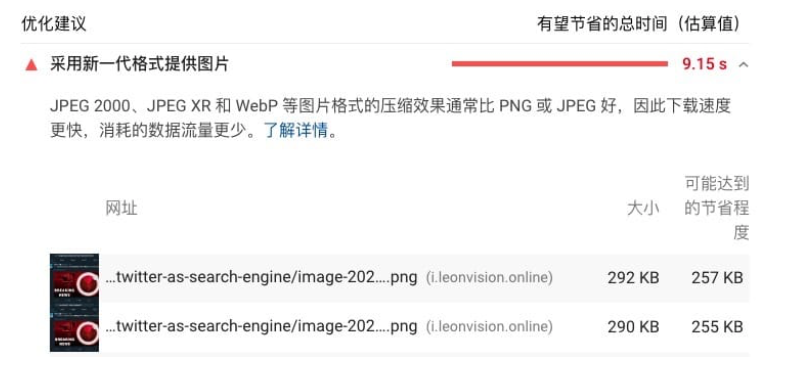 优化建议 有望节省的总时间（估算值）
采用新一代格式提供图片 9.15 s
JPEG 2000、JPEG XR 和 WebP 等图片格式的压缩效果通常比 PNG 或 JPEG 好，因此下载速度
更快，消耗的数据流量更少。了解详情。
网址 大小 可能达到
的节省程
度
…twitter-as-search-engine/image-202….png (i.leonvision.online) 292 KB 257 KB
…twitter-as-search-engine/image-202….png (i.leonvision.online) 290 KB 255 KB